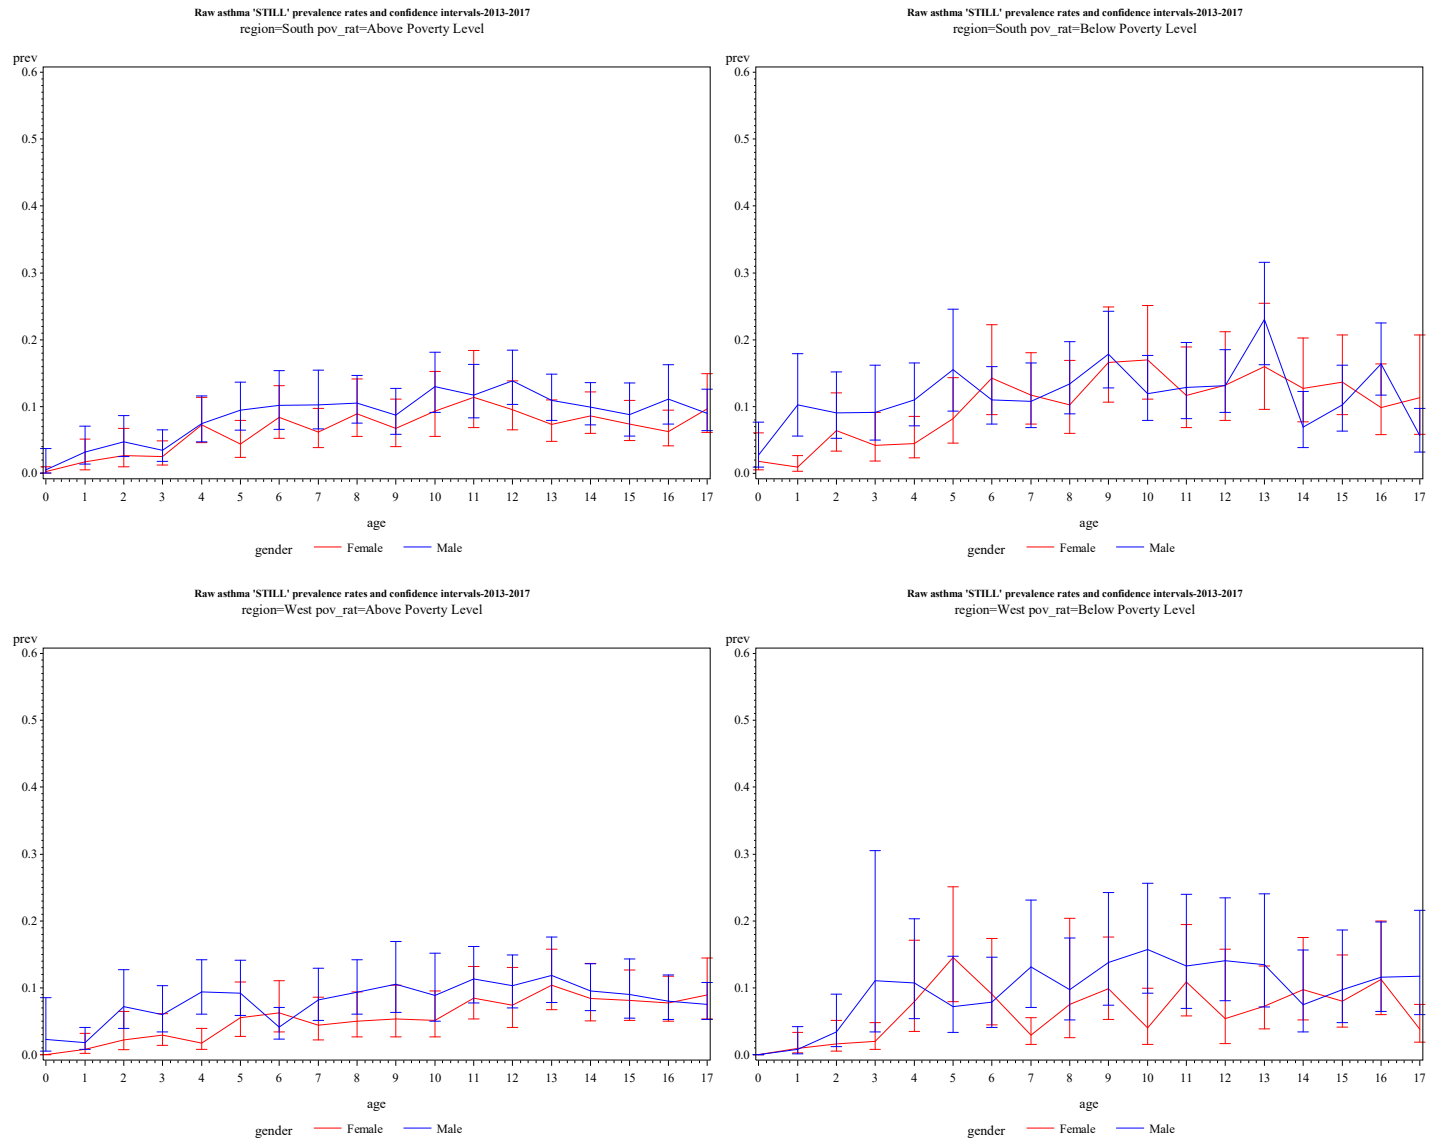 Raw asthma 'STILL' prevalence rates and confidence intervals-2013-2017
region=South pov_rat=Above Poverty Level
prev
0.6
0.5
0.4
0.3
0.2
0.1
0.0
0 1 2 3 4 5 6 7 8 9 10 11 12 13 14 15 16 17
age
gender Female Male
Raw asthma 'STILL' prevalence rates and confidence intervals-2013-2017
region=South pov_rat=Below Poverty Level
prev
0.6
0.5
0.4
0.3
0.2
0.1
0.0
0 1 2 3 4 5 6 7 8 9 10 11 12 13 14 15 16 17
age
gender Female Male
Raw asthma 'STILL' prevalence rates and confidence intervals-2013-2017
region=West pov_rat=Above Poverty Level
prev
0.6
0.5
0.4
0.3
0.2
0.1
0.0
0 1 2 3 4 5 6 7 8 9 10 11 12 13 14 15 16 17
age
gender Female Male
Raw asthma 'STILL' prevalence rates and confidence intervals-2013-2017
region=West pov_rat=Below Poverty Level
prev
0.6
0.5
0.4
0.3
0.2
0.1
0.0
0 1 2 3 4 5 6 7 8 9 10 11 12 13 14 15 16 17
age
gender Female Male